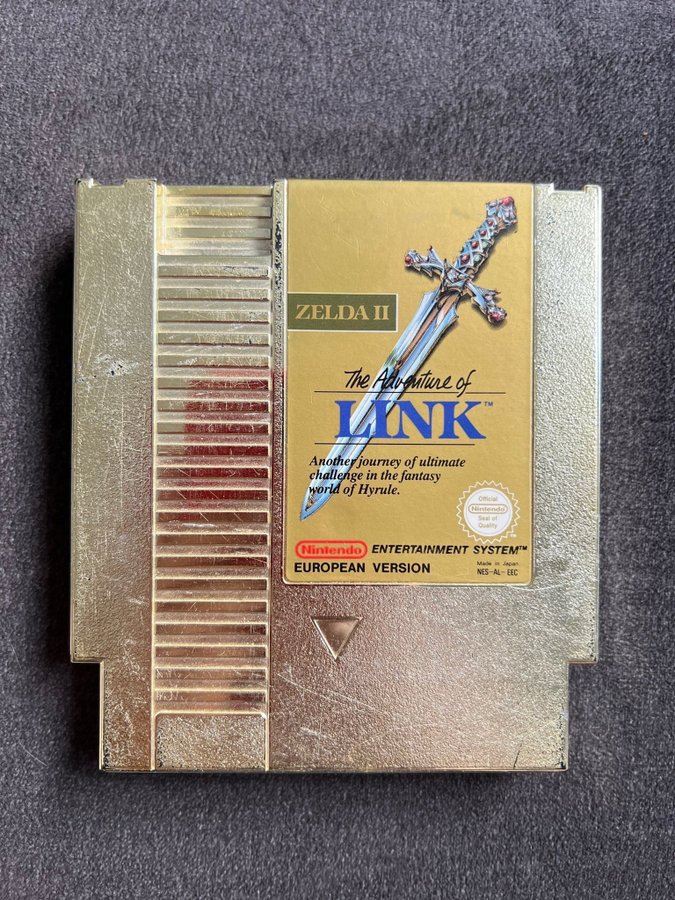 ZELDA II
The Adventure of
LINK™
Another journey of ultimate
challenge in the fantasy
world of Hyrule.
Official
Nintendo
Seal of
Quality
Nintendo ENTERTAINMENT SYSTEM™
EUROPEAN VERSION
Made in Japan
NES-AL-EEC